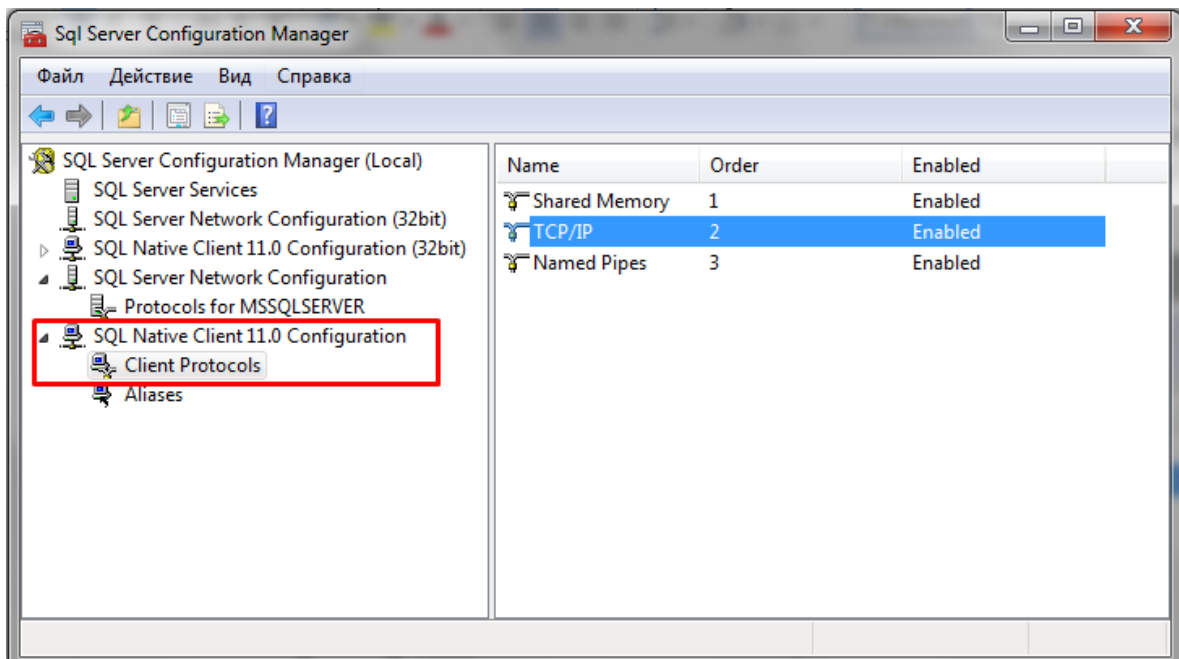 Sql Server Configuration Manager
Файл Действие Вид Справка
SQL Server Configuration Manager (Local)
SQL Server Services
SQL Server Network Configuration (32bit)
SQL Native Client 11.0 Configuration (32bit)
SQL Server Network Configuration
Protocols for MSSQLSERVER
SQL Native Client 11.0 Configuration
Client Protocols
Aliases
Name Order Enabled
Shared Memory 1 Enabled
TCP/IP 2 Enabled
Named Pipes 3 Enabled